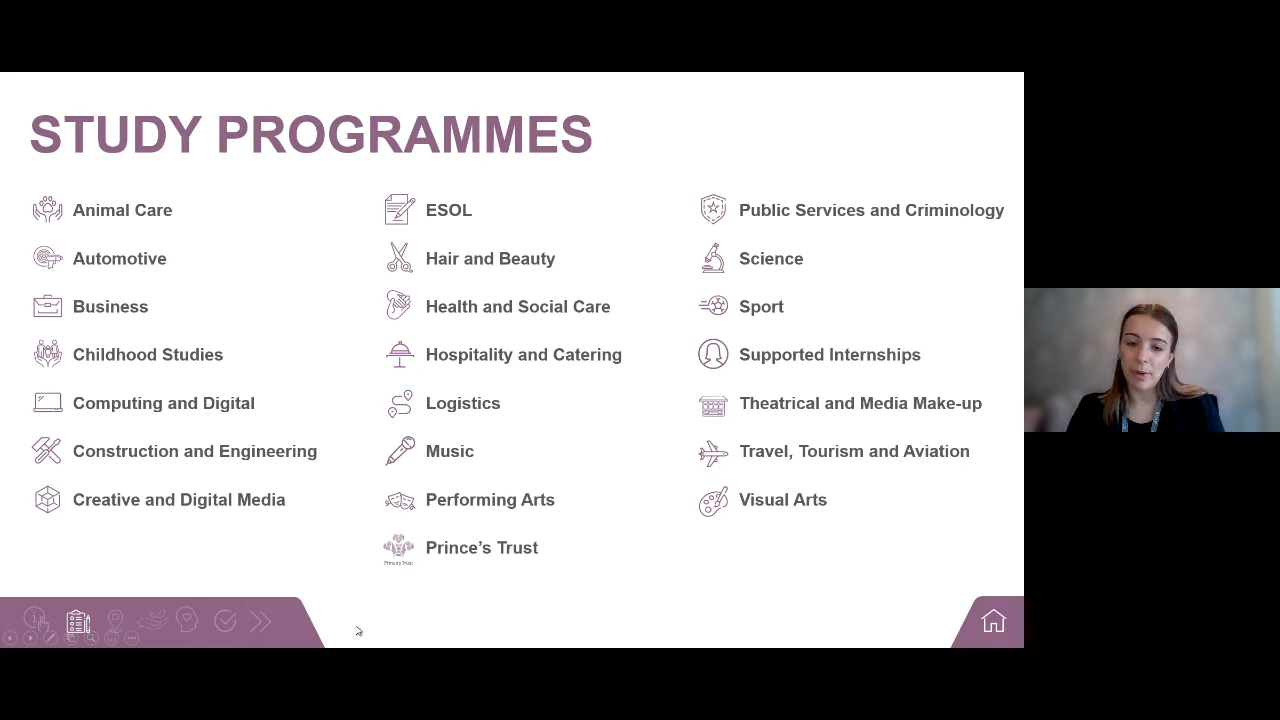 STUDY PROGRAMMES
Animal Care
Automotive
Business
Childhood Studies
Computing and Digital
Construction and Engineering
Creative and Digital Media
ESOL
Hair and Beauty
Health and Social Care
Hospitality and Catering
Logistics
Music
Performing Arts
Prince's Trust
Prince's Trust
Public Services and Criminology
Science
Sport
Supported Internships
Theatrical and Media Make-up
Travel, Tourism and Aviation
Visual Arts